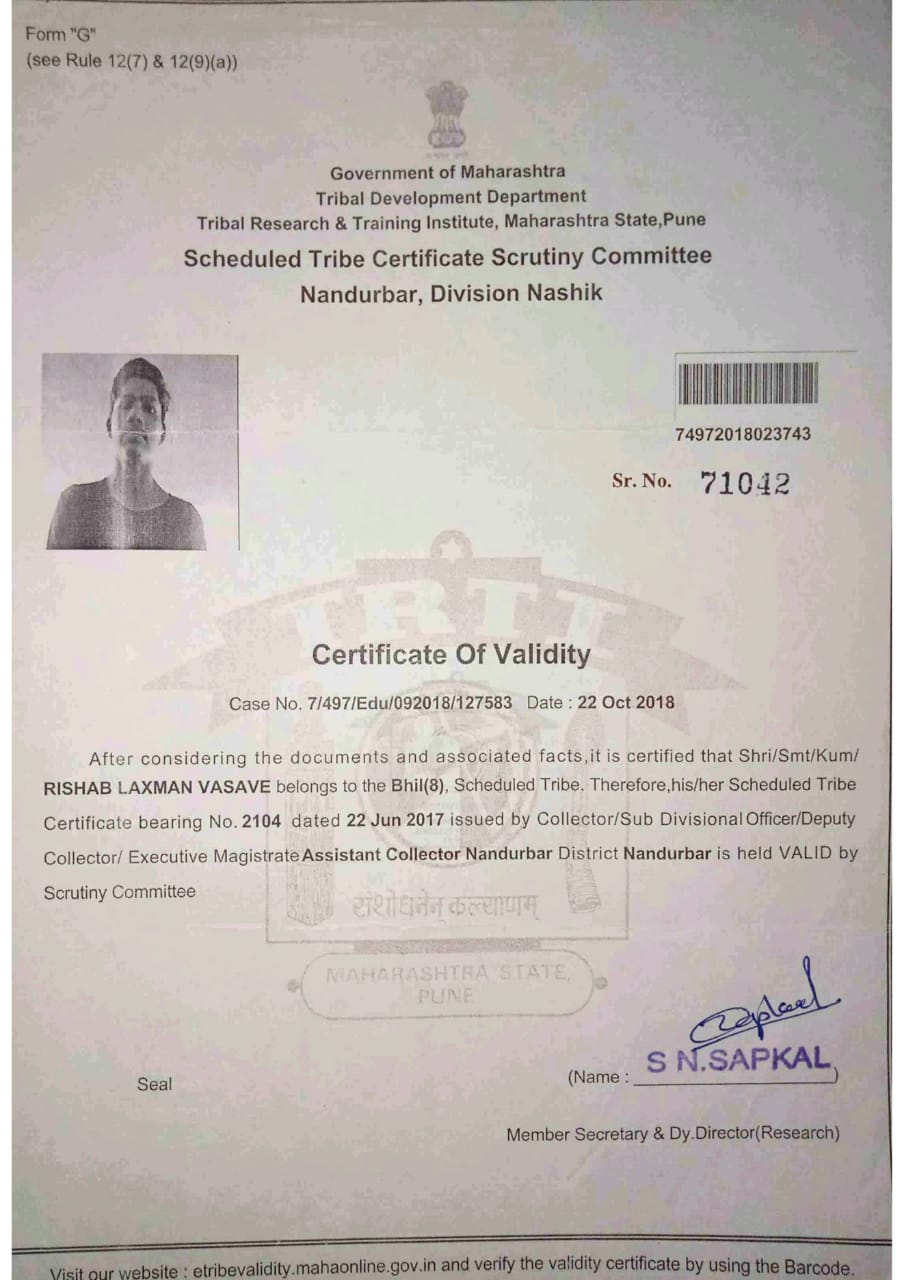 Form "G"
(see Rule 12(7) & 12(9)(a))
Government of Maharashtra
Tribal Development Department
Tribal Research & Training Institute, Maharashtra State,Pune
Scheduled Tribe Certificate Scrutiny Committee
Nandurbar, Division Nashik
74972018023743
Sr. No. 71042
TRTI
Certificate Of Validity
Case No. 7/497/Edu/092018/127583 Date : 22 Oct 2018
After considering the documents and associated facts,it is certified that Shri/Smt/Kum/
RISHAB LAXMAN VASAVE belongs to the Bhil(8), Scheduled Tribe. Therefore,his/her Scheduled Tribe
Certificate bearing No. 2104 dated 22 Jun 2017 issued by Collector/Sub Divisional Officer/Deputy
Collector/ Executive Magistrate Assistant Collector Nandurbar District Nandurbar is held VALID by
Scrutiny Committee
संशोधनेन् कल्याणम्
MAHARASHTRA STATE,
PUNE
S N.SAPKAL
(Name : )
Seal
Member Secretary & Dy.Director(Research)
Visit our website : etribevalidity.mahaonline.gov.in and verify the validity certificate by using the Barcode.